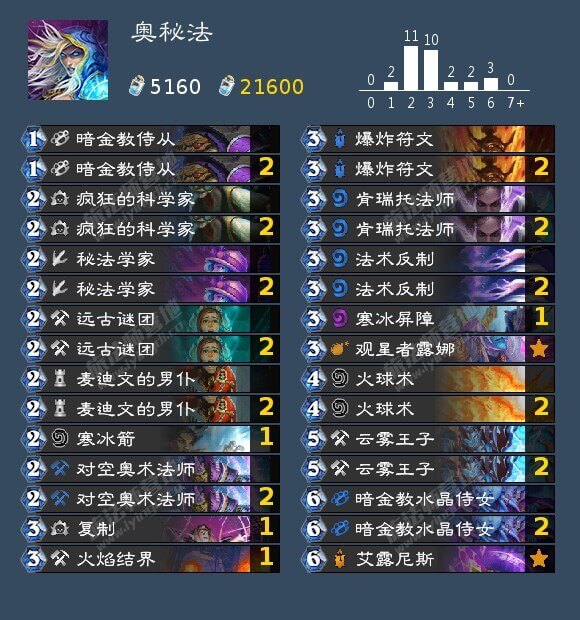 奥秘法
5160 21600
0 2 11 10 2 2 3 0
0 1 2 3 4 5 6 7+
1 暗金教侍从
1 暗金教侍从 2
2 疯狂的科学家
2 疯狂的科学家 2
2 秘法学家
2 秘法学家 2
2 远古谜团
2 远古谜团 2
2 麦迪文的男仆
2 麦迪文的男仆 2
2 寒冰箭 1
2 对空奥术法师
2 对空奥术法师 2
3 复制 1
3 火焰结界 1
3 爆炸符文
3 爆炸符文 2
3 肯瑞托法师
3 肯瑞托法师 2
3 法术反制
3 法术反制 2
3 寒冰屏障 1
3 观星者露娜 ★
4 火球术
4 火球术 2
5 云雾王子
5 云雾王子 2
6 暗金教水晶侍女
6 暗金教水晶侍女 2
6 艾露尼斯 ★